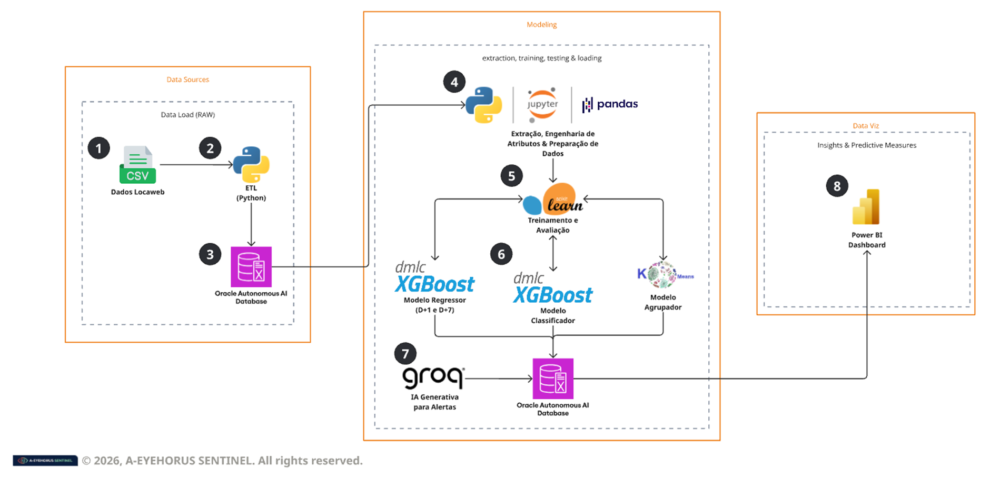 Data Sources
Data Load (RAW)
1
CSV
Dados Locaweb
2
ETL
(Python)
3
Oracle Autonomous AI
Database
Modeling
extraction, training, testing & loading
4
jupyter
pandas
Extração, Engenharia de
Atributos & Preparação de
Dados
5
scikit
learn
Treinamento e
Avaliação
6
dmlc
XGBoost
Modelo Regressor
(D+1 e D+7)
dmlc
XGBoost
Modelo
Classificador
K Means
Modelo
Agrupador
7
groq
IA Generativa
para Alertas
Oracle Autonomous AI
Database
Data Viz
Insights & Predictive Measures
8
Power BI
Dashboard
A-EYEHORUS SENTINEL
© 2026, A-EYEHORUS SENTINEL. All rights reserved.